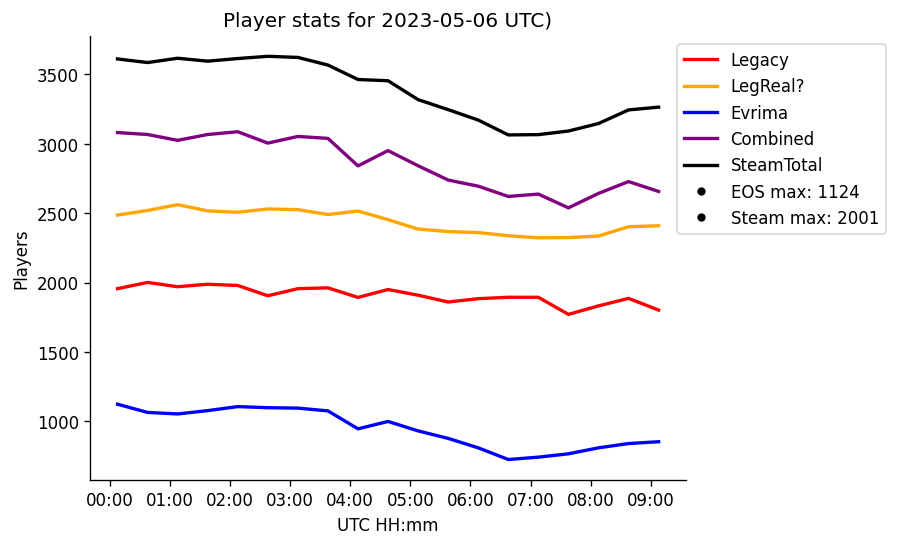 Player stats for 2023-05-06 UTC)
Legacy
LegReal?
Evrima
Combined
SteamTotal
EOS max: 1124
Steam max: 2001
Players
3500
3000
2500
2000
1500
1000
00:00 01:00 02:00 03:00 04:00 05:00 06:00 07:00 08:00 09:00
UTC HH:mm